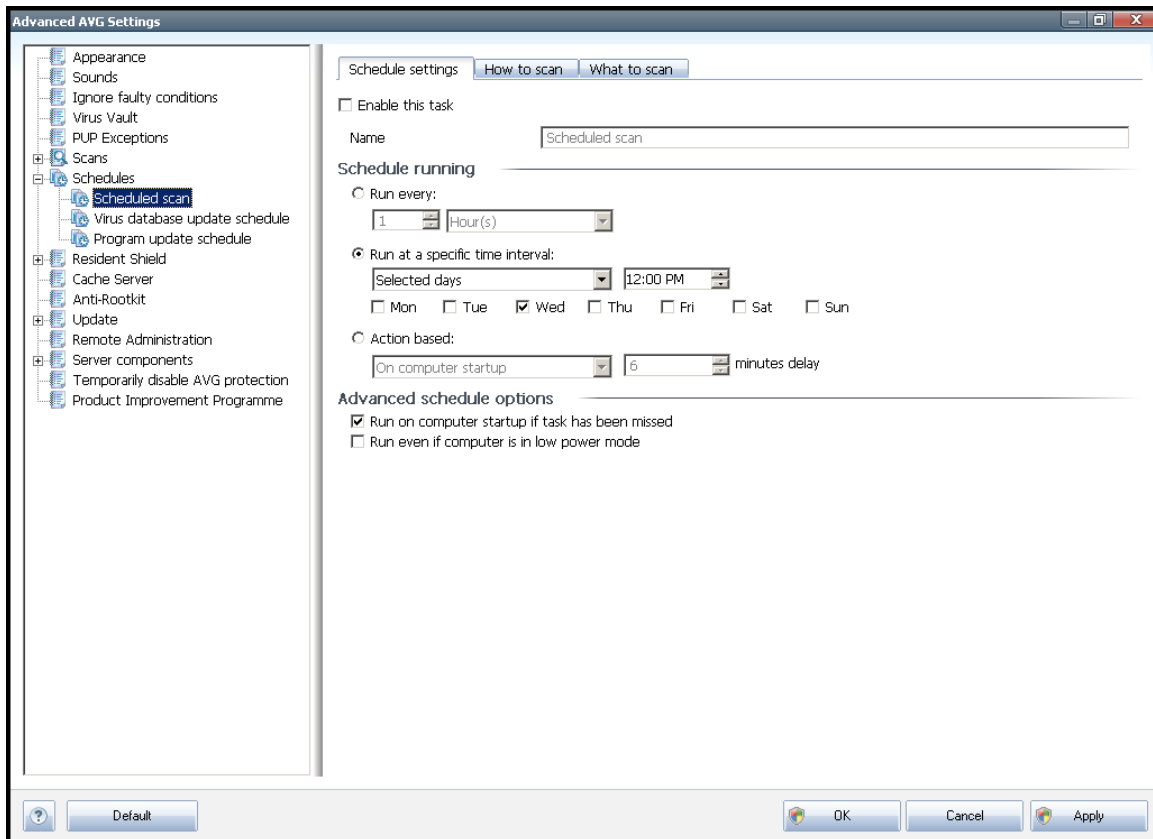 Advanced AVG Settings
Appearance
Sounds
Ignore faulty conditions
Virus Vault
PUP Exceptions
Scans
Schedules
Scheduled scan
Virus database update schedule
Program update schedule
Resident Shield
Cache Server
Anti-Rootkit
Update
Remote Administration
Server components
Temporarily disable AVG protection
Product Improvement Programme
Schedule settings How to scan What to scan
Enable this task
Name Scheduled scan
Schedule running
Run every:
1 Hour(s)
Run at a specific time interval:
Selected days 12:00 PM
Mon Tue Wed Thu Fri Sat Sun
Action based:
On computer startup 6 minutes delay
Advanced schedule options
Run on computer startup if task has been missed
Run even if computer is in low power mode
? Default OK Cancel Apply